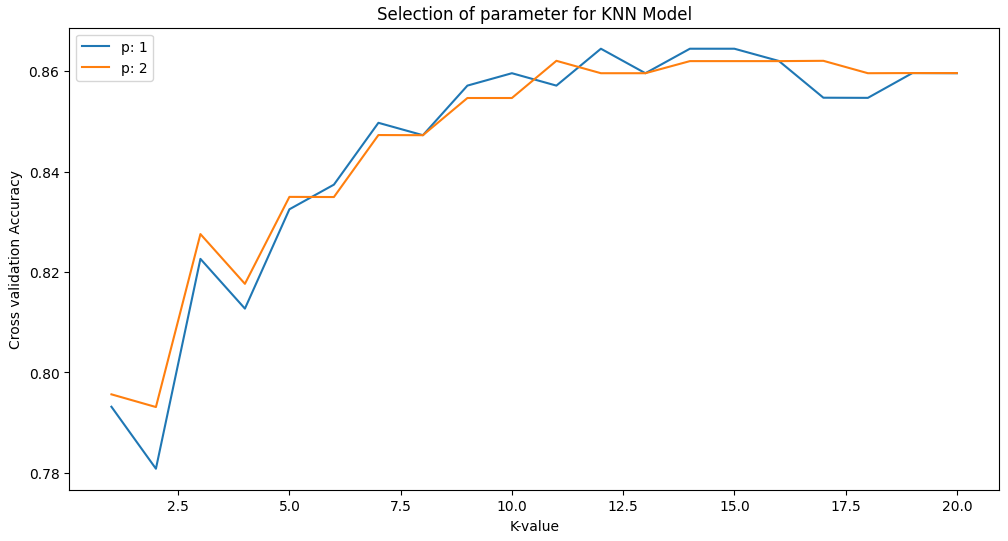 Selection of parameter for KNN Model
p: 1
p: 2
Cross validation Accuracy
0.86
0.84
0.82
0.80
0.78
2.5 5.0 7.5 10.0 12.5 15.0 17.5 20.0
K-value